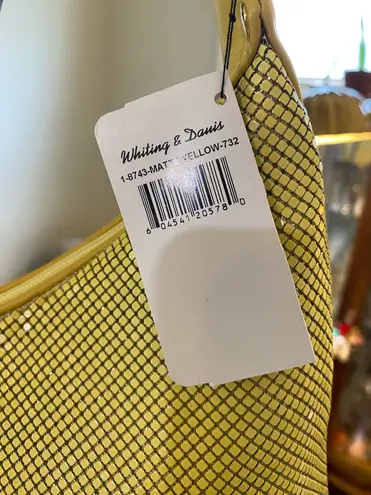 Whiting & Davis
1-8743-MATTE YELLOW-732
6 04541 20578 0